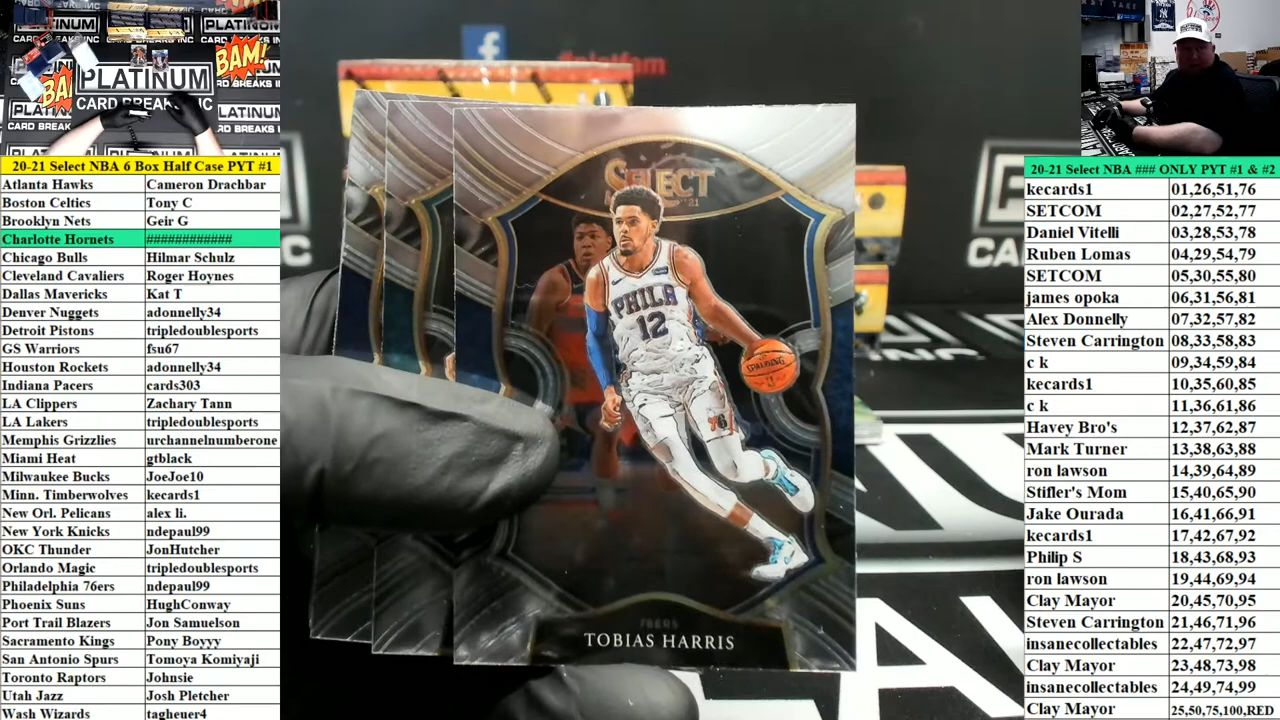 PLATINUM
CARD BREAKS INC
BAM!
20-21 Select NBA 6 Box Half Case PYT #1
Atlanta Hawks Cameron Drachbar
Boston Celtics Tony C
Brooklyn Nets Geir G
Charlotte Hornets ############
Chicago Bulls Hilmar Schulz
Cleveland Cavaliers Roger Hoynes
Dallas Mavericks Kat T
Denver Nuggets adonnelly34
Detroit Pistons tripledoublesports
GS Warriors fsu67
Houston Rockets adonnelly34
Indiana Pacers cards303
LA Clippers Zachary Tann
LA Lakers tripledoublesports
Memphis Grizzlies urchannelnumberone
Miami Heat gtblack
Milwaukee Bucks JoeJoe10
Minn. Timberwolves kecards1
New Orl. Pelicans alex li.
New York Knicks ndepaul99
OKC Thunder JonHutcher
Orlando Magic tripledoublesports
Philadelphia 76ers ndepaul99
Phoenix Suns HughConway
Port Trail Blazers Jon Samuelson
Sacramento Kings Pony Boyyy
San Antonio Spurs Tomoya Komiyaji
Toronto Raptors Johnsie
Utah Jazz Josh Pletcher
Wash Wizards tagheuer4
SELECT
PHILA
12
SPALDING
76ERS
TOBIAS HARRIS
20-21 Select NBA ### ONLY PYT #1 & #2
kecards1 01,26,51,76
SETCOM 02,27,52,77
Daniel Vitelli 03,28,53,78
Ruben Lomas 04,29,54,79
SETCOM 05,30,55,80
james opoka 06,31,56,81
Alex Donnelly 07,32,57,82
Steven Carrington 08,33,58,83
c k 09,34,59,84
kecards1 10,35,60,85
c k 11,36,61,86
Havey Bro's 12,37,62,87
Mark Turner 13,38,63,88
ron lawson 14,39,64,89
Stifler's Mom 15,40,65,90
Jake Ourada 16,41,66,91
kecards1 17,42,67,92
Philip S 18,43,68,93
ron lawson 19,44,69,94
Clay Mayor 20,45,70,95
Steven Carrington 21,46,71,96
insanecollectables 22,47,72,97
Clay Mayor 23,48,73,98
insanecollectables 24,49,74,99
Clay Mayor 25,50,75,100,RED